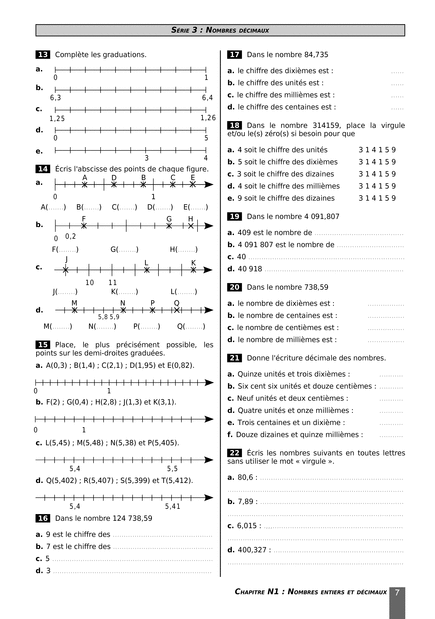 SÉRIE 3 : NOMBRES DÉCIMAUX
13 Complète les graduations.
a.
0 1
b.
6,3 6,4
c.
1,25 1,26
d.
0 5
e.
3 4
14 Écris l'abscisse des points de chaque figure.
a.
A D B C E
0 1
A(........) B(........) C(........) D(........) E(........)
b.
F G H
0 0,2
F(........) G(........) H(........)
c.
J L K
10 11
J(........) K(........) L(........)
d.
M N P Q
5,8 5,9
M(........) N(........) P(........) Q(........)
15 Place, le plus précisément possible, les
points sur les demi-droites graduées.
a. A(0,3) ; B(1,4) ; C(2,1) ; D(1,95) et E(0,82).
0 1
b. F(2) ; G(0,4) ; H(2,8) ; J(1,3) et K(3,1).
0 1
c. L(5,45) ; M(5,48) ; N(5,38) et P(5,405).
5,4 5,5
d. Q(5,402) ; R(5,407) ; S(5,399) et T(5,412).
5,4 5,41
16 Dans le nombre 124 738,59
a. 9 est le chiffre des ........................................
b. 7 est le chiffre des ........................................
c. 5 ................................................................
d. 3 ................................................................
17 Dans le nombre 84,735
a. le chiffre des dixièmes est : ......
b. le chiffre des unités est : ......
c. le chiffre des millièmes est : ......
d. le chiffre des centaines est : ......
18 Dans le nombre 314159, place la virgule
et/ou le(s) zéro(s) si besoin pour que
a. 4 soit le chiffre des unités 3 1 4 1 5 9
b. 5 soit le chiffre des dixièmes 3 1 4 1 5 9
c. 3 soit le chiffre des dizaines 3 1 4 1 5 9
d. 4 soit le chiffre des millièmes 3 1 4 1 5 9
e. 9 soit le chiffre des dizaines 3 1 4 1 5 9
19 Dans le nombre 4 091,807
a. 409 est le nombre de ....................................
b. 4 091 807 est le nombre de ...........................
c. 40 ..............................................................
d. 40 918 ........................................................
20 Dans le nombre 738,59
a. le nombre de dixièmes est : ..............
b. le nombre de centaines est : ..............
c. le nombre de centièmes est : ..............
d. le nombre de millièmes est : ..............
21 Donne l'écriture décimale des nombres.
a. Quinze unités et trois dixièmes : ..........
b. Six cent six unités et douze centièmes : ..........
c. Neuf unités et deux centièmes : ..........
d. Quatre unités et onze millièmes : ..........
e. Trois centaines et un dixième : ..........
f. Douze dizaines et quinze millièmes : ..........
22 Écris les nombres suivants en toutes lettres
sans utiliser le mot « virgule ».
a. 80,6 : ..........................................................
......................................................................
b. 7,89 : ..........................................................
......................................................................
c. 6,015 : ........................................................
......................................................................
d. 400,327 : ....................................................
......................................................................
CHAPITRE N1 : NOMBRES ENTIERS ET DÉCIMAUX 7